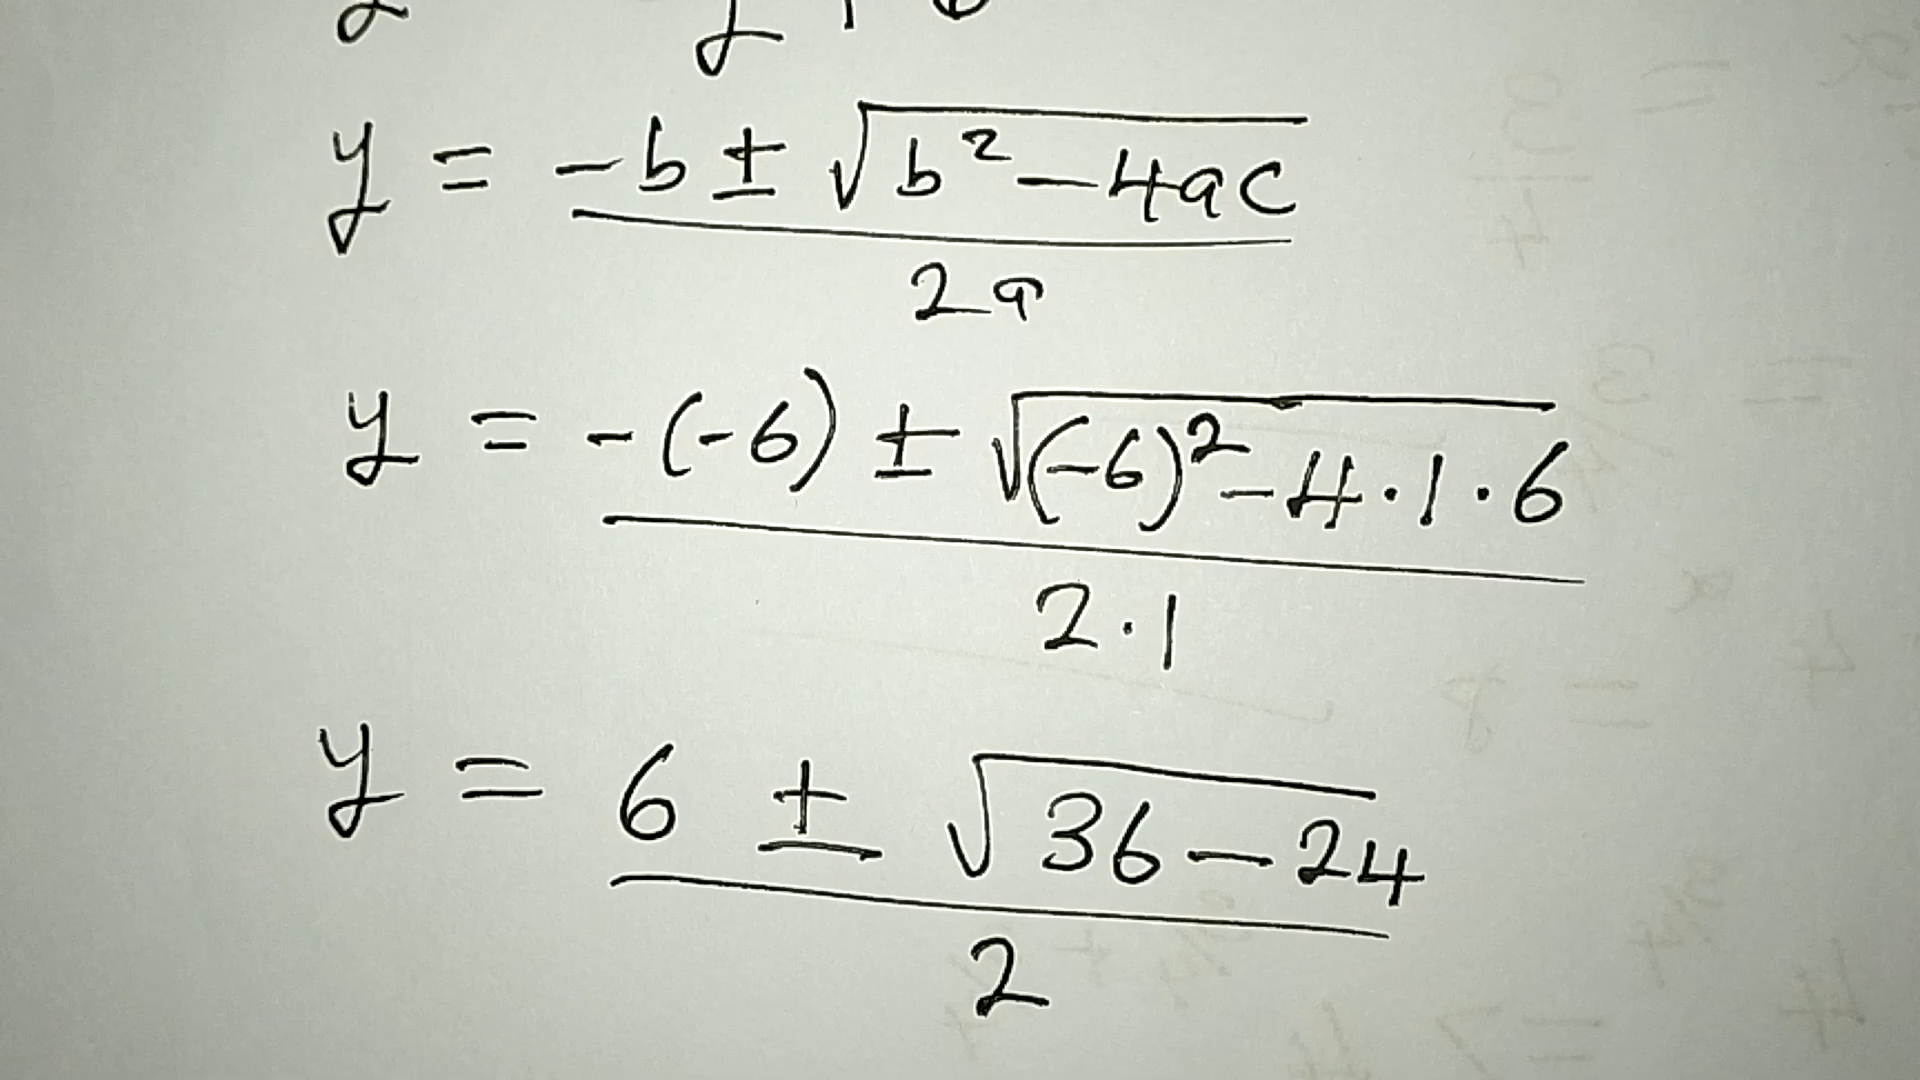 y = -b ± √b² - 4ac
2a
y = -(-6) ± √(-6)² - 4 · 1 · 6
2 · 1
y = 6 ± √36 - 24
2